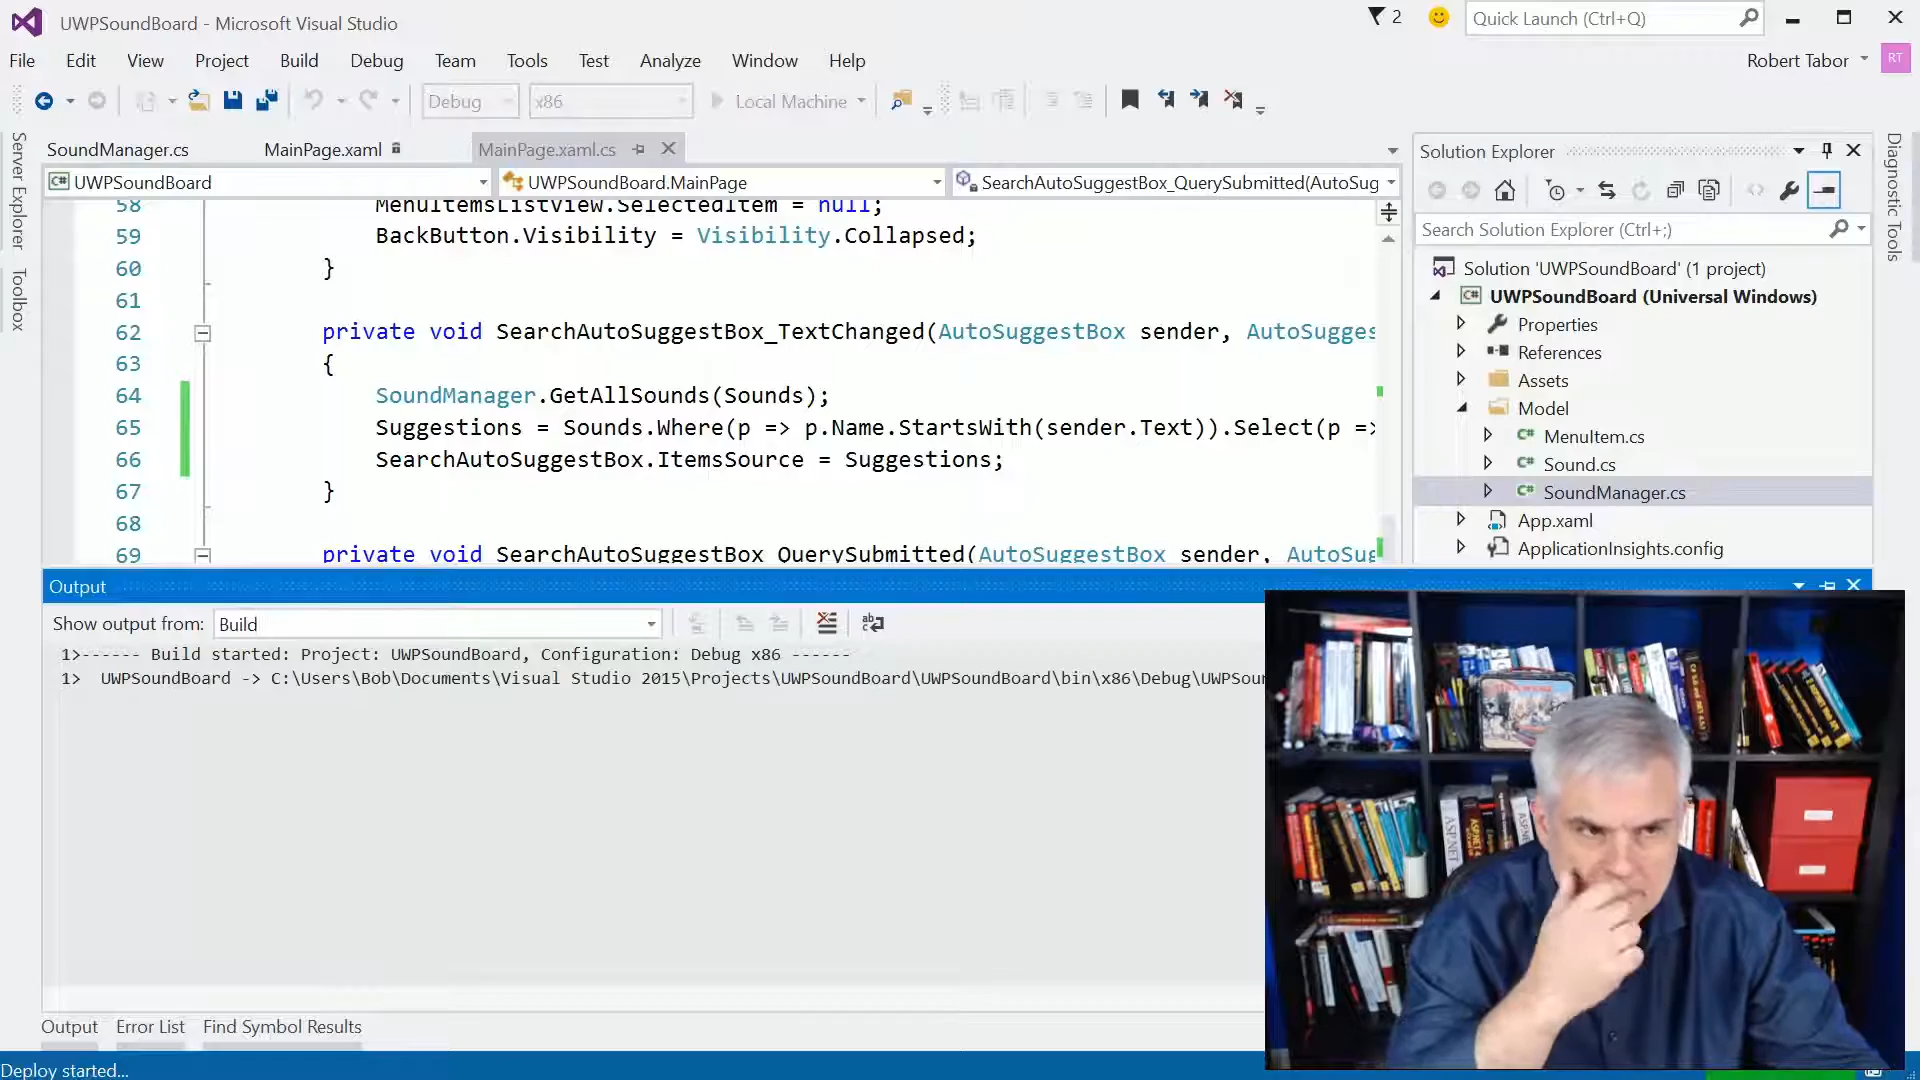 UWPSoundBoard - Microsoft Visual Studio
2
Quick Launch (Ctrl+Q)
File Edit View Project Build Debug Team Tools Test Analyze Window Help
Robert Tabor RT
Debug x86 Local Machine
Server Explorer
Toolbox
SoundManager.cs MainPage.xaml MainPage.xaml.cs
C# UWPSoundBoard UWPSoundBoard.MainPage SearchAutoSuggestBox_QuerySubmitted(AutoSug
58 MenuItemsListView.SelectedItem = null;
59 BackButton.Visibility = Visibility.Collapsed;
60 }
61
62 private void SearchAutoSuggestBox_TextChanged(AutoSuggestBox sender, AutoSugges
63 {
64 SoundManager.GetAllSounds(Sounds);
65 Suggestions = Sounds.Where(p => p.Name.StartsWith(sender.Text)).Select(p =>
66 SearchAutoSuggestBox.ItemsSource = Suggestions;
67 }
68
69 private void SearchAutoSuggestBox_QuerySubmitted(AutoSuggestBox sender, AutoSug
Solution Explorer
Search Solution Explorer (Ctrl+;)
Solution 'UWPSoundBoard' (1 project)
C# UWPSoundBoard (Universal Windows)
Properties
References
Assets
Model
C# MenuItem.cs
C# Sound.cs
C# SoundManager.cs
App.xaml
ApplicationInsights.config
Diagnostic Tools
Output
Show output from: Build
1>------ Build started: Project: UWPSoundBoard, Configuration: Debug x86 ------
1> UWPSoundBoard -> C:\Users\Bob\Documents\Visual Studio 2015\Projects\UWPSoundBoard\UWPSoundBoard\bin\x86\Debug\UWPSoun
ASP.NET
ASP.NET 4
Output Error List Find Symbol Results
Deploy started...